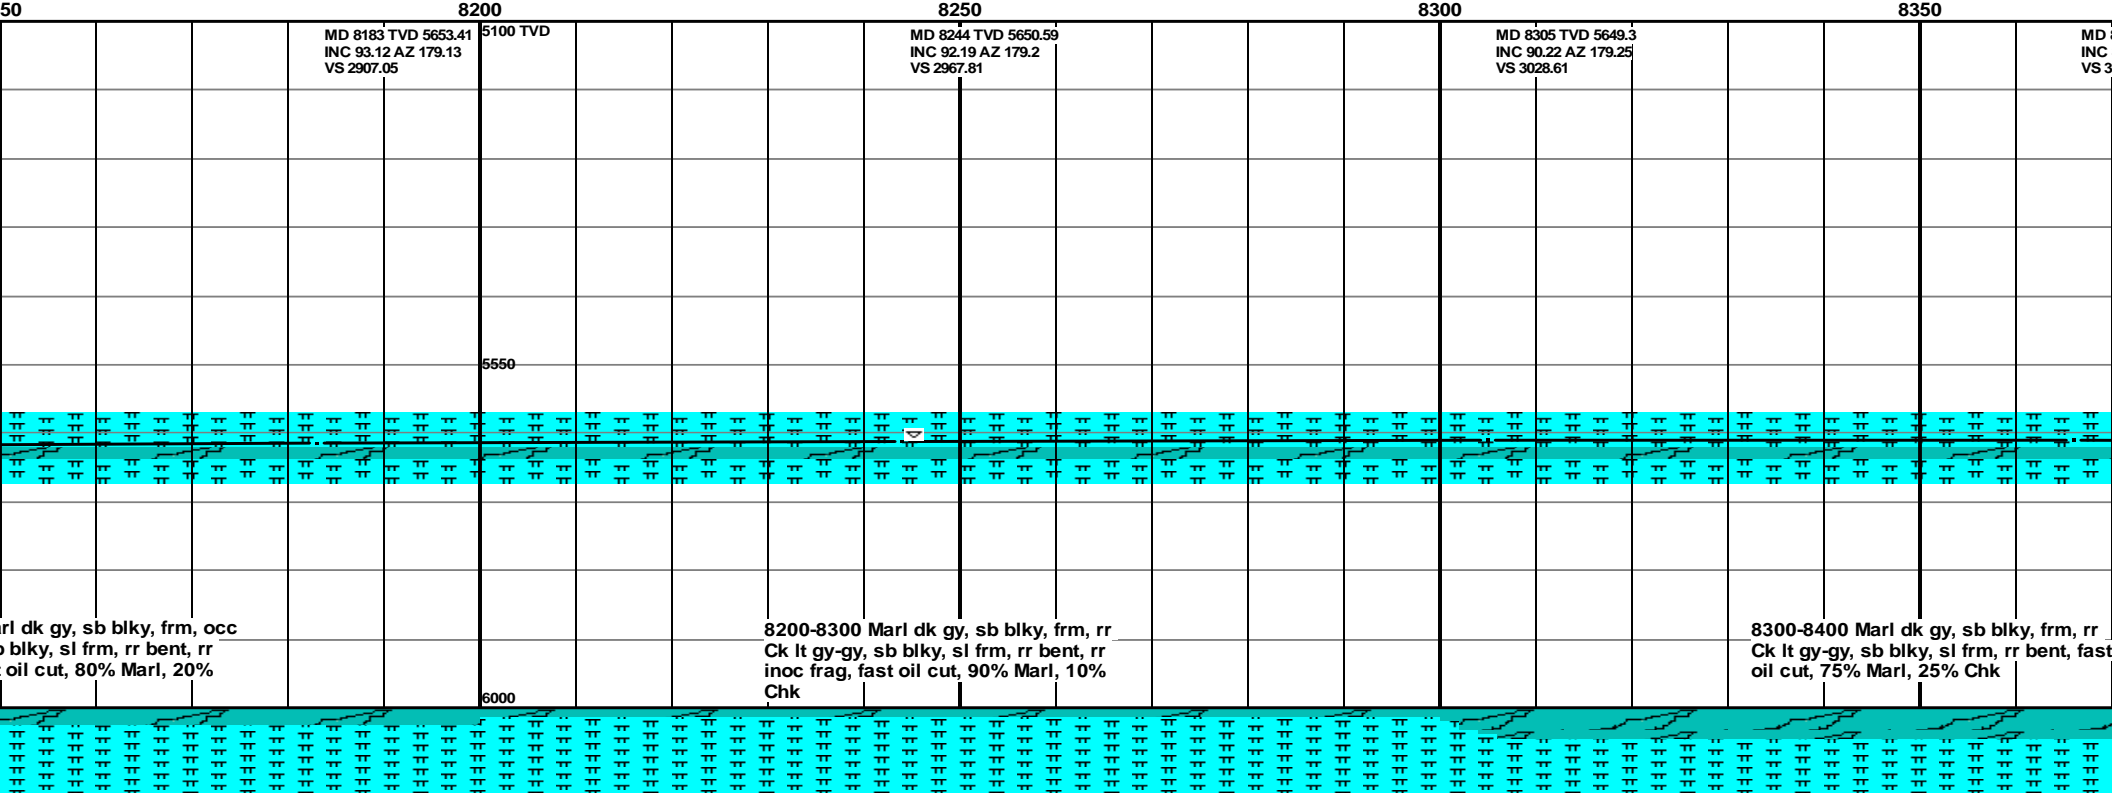 50 8200 8250 8300 8350
MD 8183 TVD 5653.41
INC 93.12 AZ 179.13
VS 2907.05
5100 TVD
MD 8244 TVD 5650.59
INC 92.19 AZ 179.2
VS 2967.81
MD 8305 TVD 5649.3
INC 90.22 AZ 179.25
VS 3028.61
MD
INC
VS 3
5550
rl dk gy, sb blky, frm, occ
blky, sl frm, rr bent, rr
oil cut, 80% Marl, 20%
8200-8300 Marl dk gy, sb blky, frm, rr
Ck lt gy-gy, sb blky, sl frm, rr bent, rr
inoc frag, fast oil cut, 90% Marl, 10%
Chk
8300-8400 Marl dk gy, sb blky, frm, rr
Ck lt gy-gy, sb blky, sl frm, rr bent, fast
oil cut, 75% Marl, 25% Chk
6000